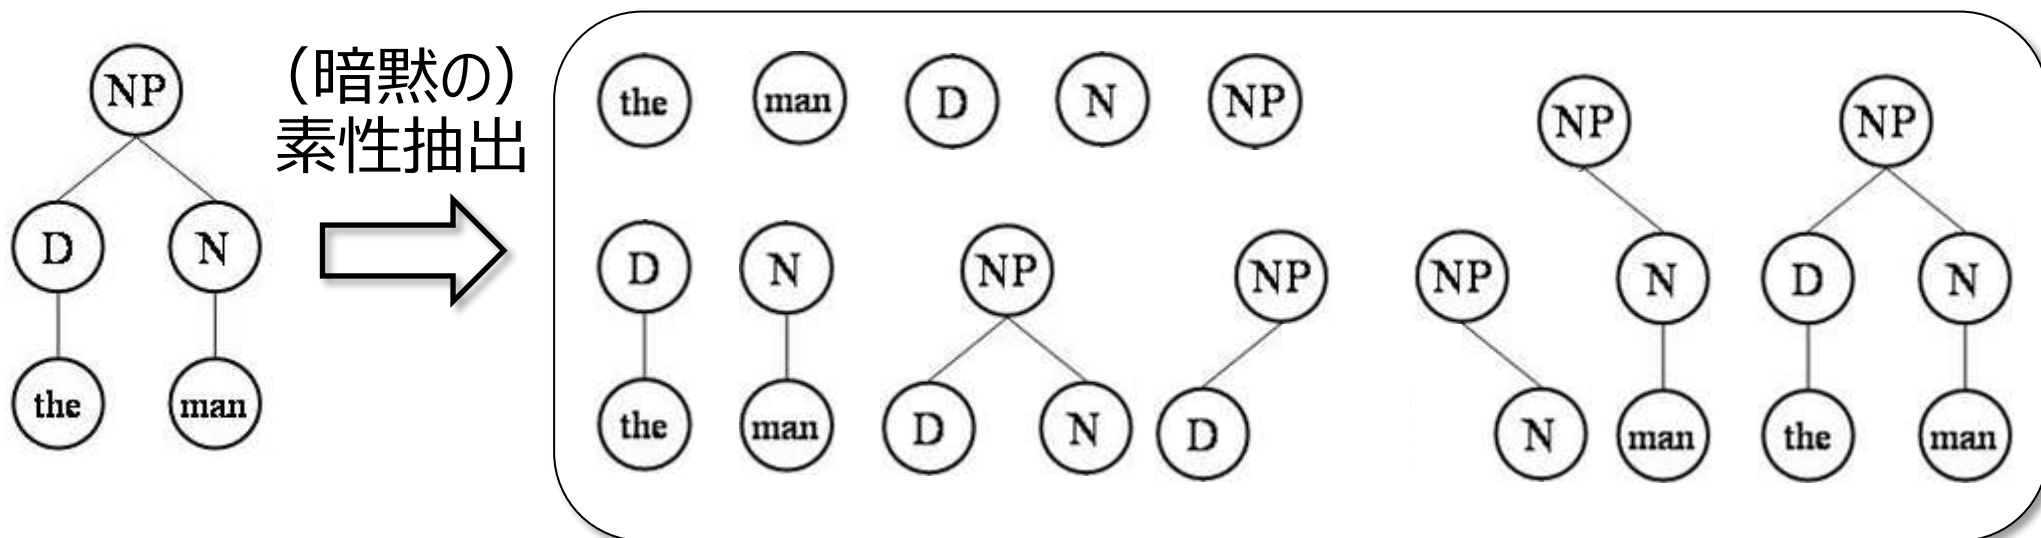 NP
D N
the man
（暗黙の）
素性抽出
the man D N NP
NP NP
D N NP NP NP N D N
the man D N D N man the man